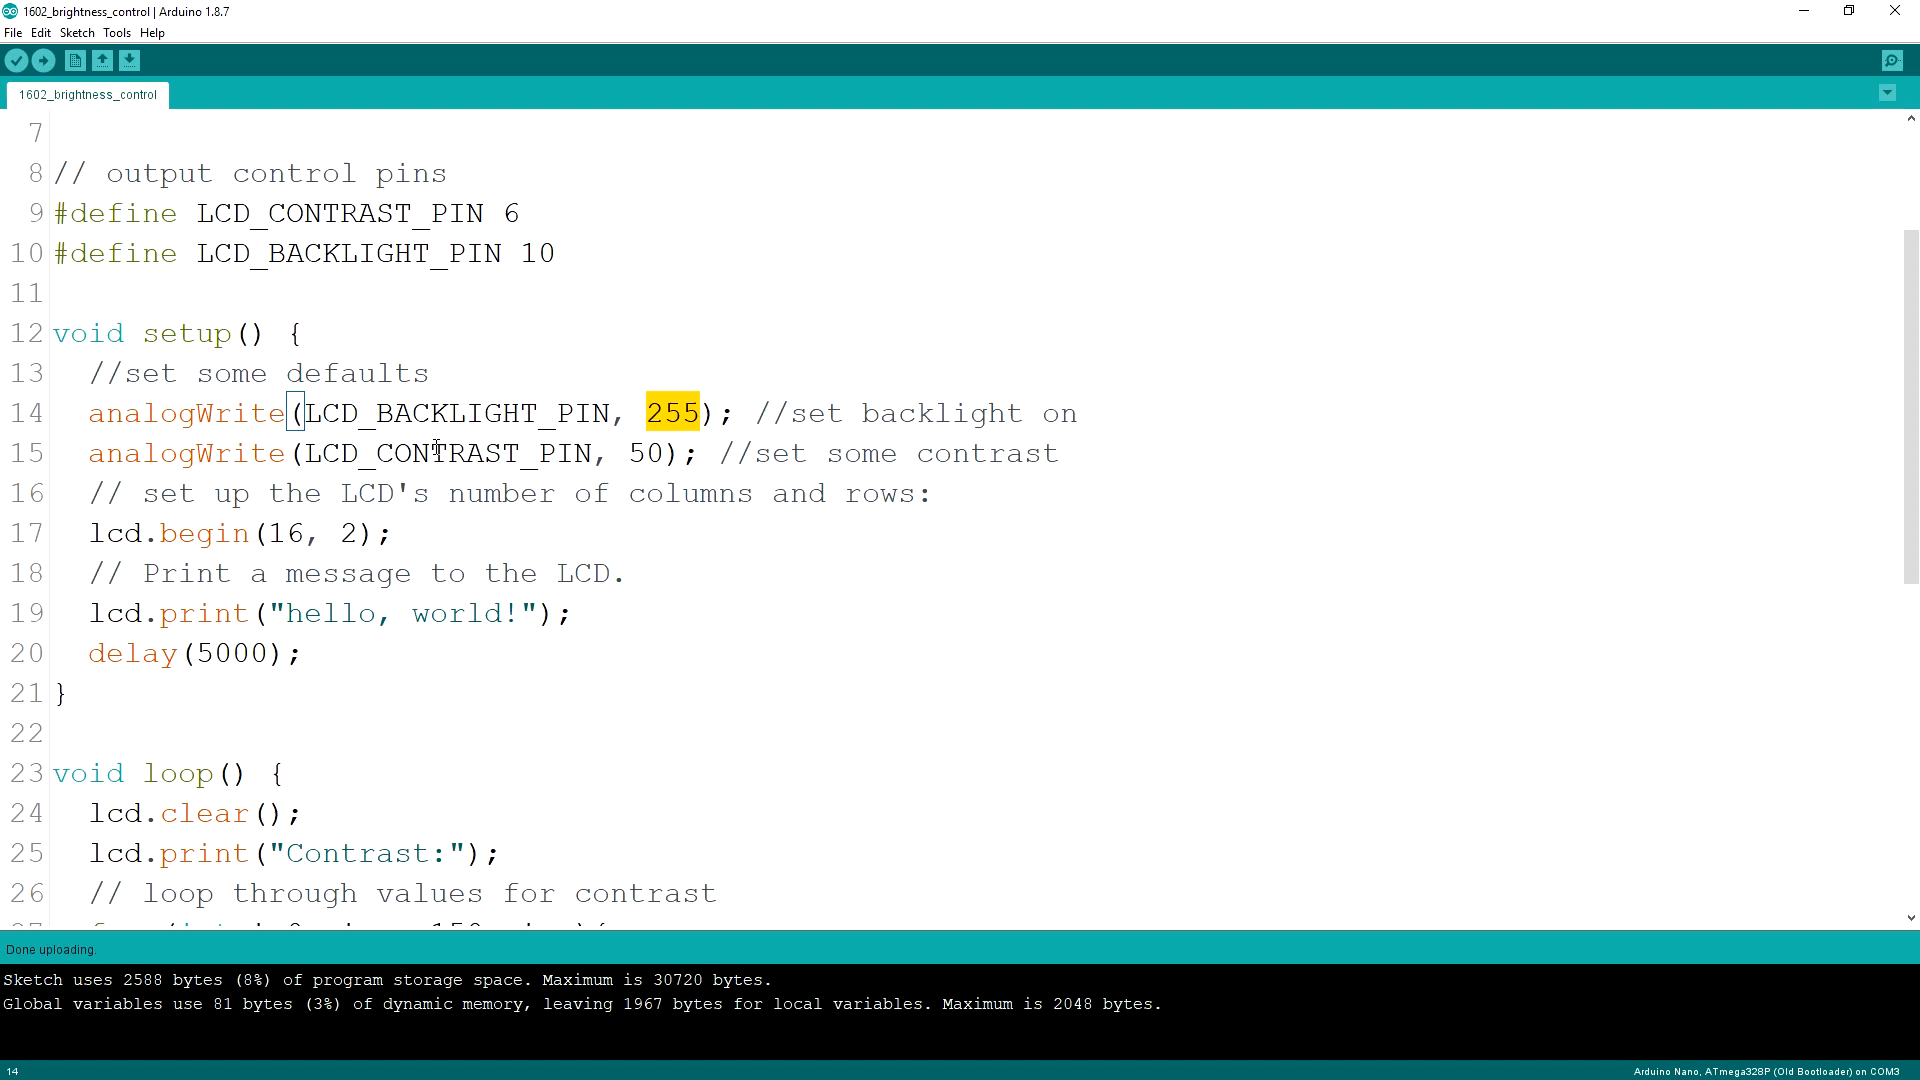 1602_brightness_control | Arduino 1.8.7
File Edit Sketch Tools Help
1602_brightness_control
7
8 // output control pins
9 #define LCD_CONTRAST_PIN 6
10 #define LCD_BACKLIGHT_PIN 10
11
12 void setup() {
13 //set some defaults
14 analogWrite(LCD_BACKLIGHT_PIN, 255); //set backlight on
15 analogWrite(LCD_CONTRAST_PIN, 50); //set some contrast
16 // set up the LCD's number of columns and rows:
17 lcd.begin(16, 2);
18 // Print a message to the LCD.
19 lcd.print("hello, world!");
20 delay(5000);
21 }
22
23 void loop() {
24 lcd.clear();
25 lcd.print("Contrast:");
26 // loop through values for contrast
Done uploading.
Sketch uses 2588 bytes (8%) of program storage space. Maximum is 30720 bytes.
Global variables use 81 bytes (3%) of dynamic memory, leaving 1967 bytes for local variables. Maximum is 2048 bytes.
14 Arduino Nano, ATmega328P (Old Bootloader) on COM3